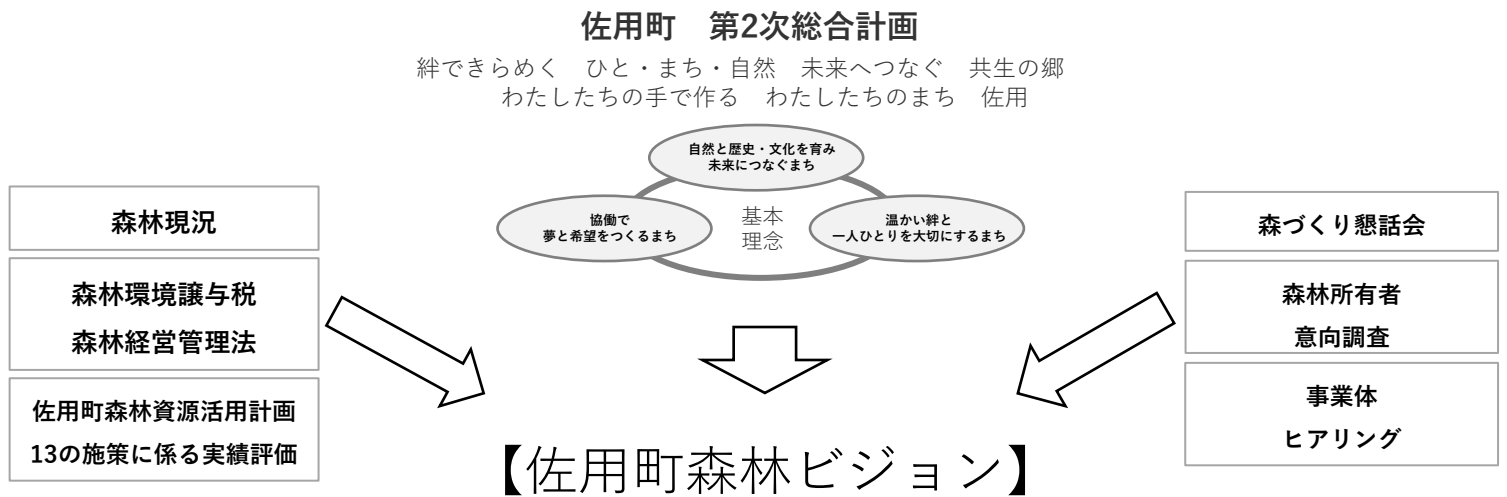 佐用町　第2次総合計画
絆できらめく　ひと・まち・自然　未来へつなぐ　共生の郷
わたしたちの手で作る　わたしたちのまち　佐用
自然と歴史・文化を育み
未来につなぐまち
協働で
夢と希望をつくるまち
基本
理念
温かい絆と
一人ひとりを大切にするまち
森林現況
森林環境譲与税
森林経営管理法
佐用町森林資源活用計画
13の施策に係る実績評価
森づくり懇話会
森林所有者
意向調査
事業体
ヒアリング
【佐用町森林ビジョン】